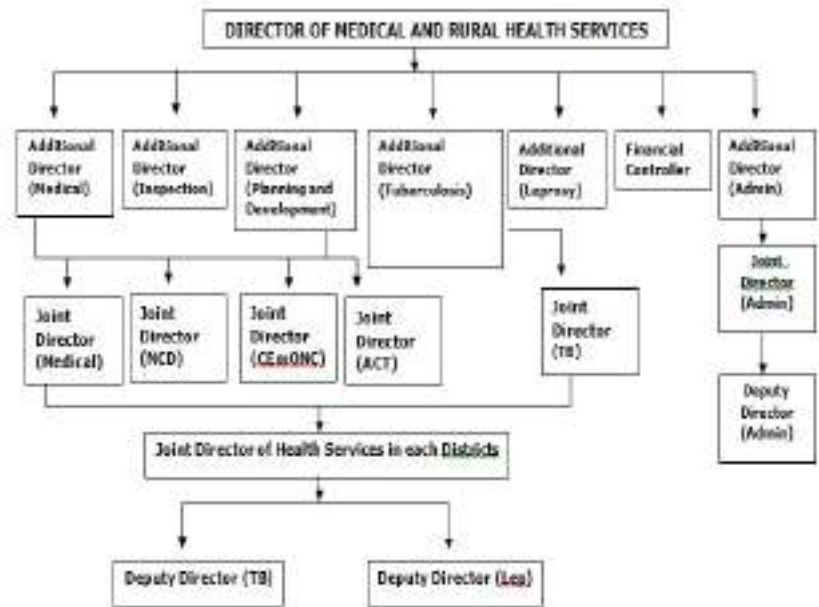 DIRECTOR OF MEDICAL AND RURAL HEALTH SERVICES
Additional
Director
(Medical)
Additional
Director
(Inspection)
Additional
Director
(Planning and
Development)
Additional
Director
(Tuberculosis)
Additional
Director
(Leprosy)
Financial
Controller
Additional
Director
(Admin)
Joint
Director
(Medical)
Joint
Director
(NCD)
Joint
Director
(CEmONC)
Joint
Director
(ACT)
Joint
Director
(TB)
Joint
Director
(Admin)
Deputy
Director
(Admin)
Joint Director of Health Services in each Districts
Deputy Director (TB)
Deputy Director (Lep)